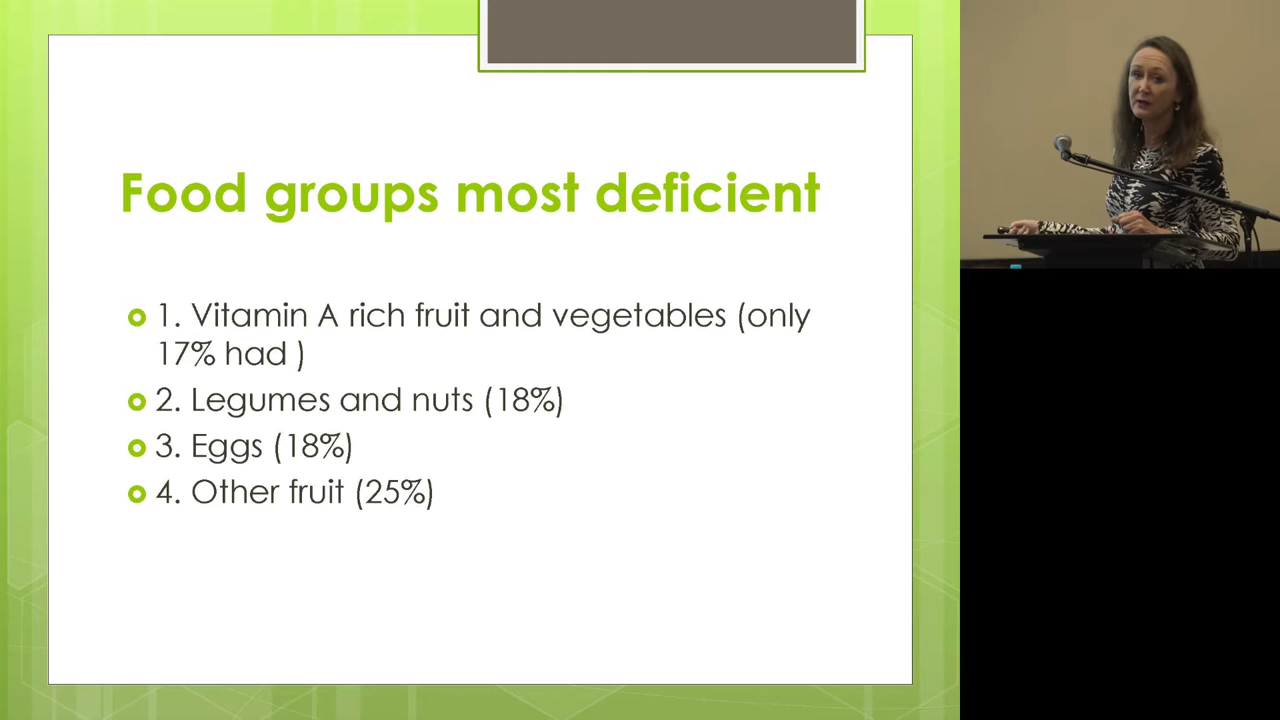 Food groups most deficient
1. Vitamin A rich fruit and vegetables (only
17% had )
2. Legumes and nuts (18%)
3. Eggs (18%)
4. Other fruit (25%)